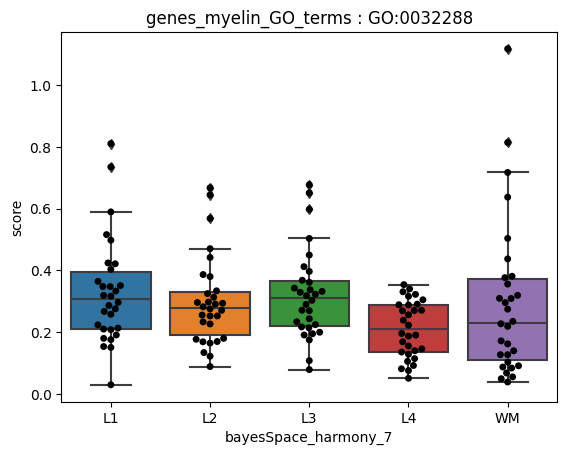 genes_myelin_GO_terms : GO:0032288
score
1.0
0.8
0.6
0.4
0.2
0.0
L1 L2 L3 L4 WM
bayesSpace_harmony_7